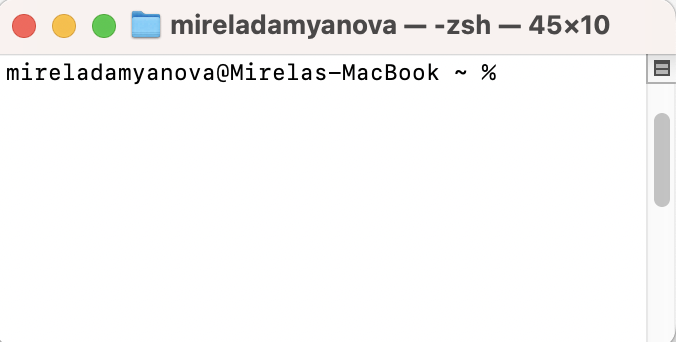 mireladamyanova — -zsh — 45×10
mireladamyanova@Mirelas-MacBook ~ %